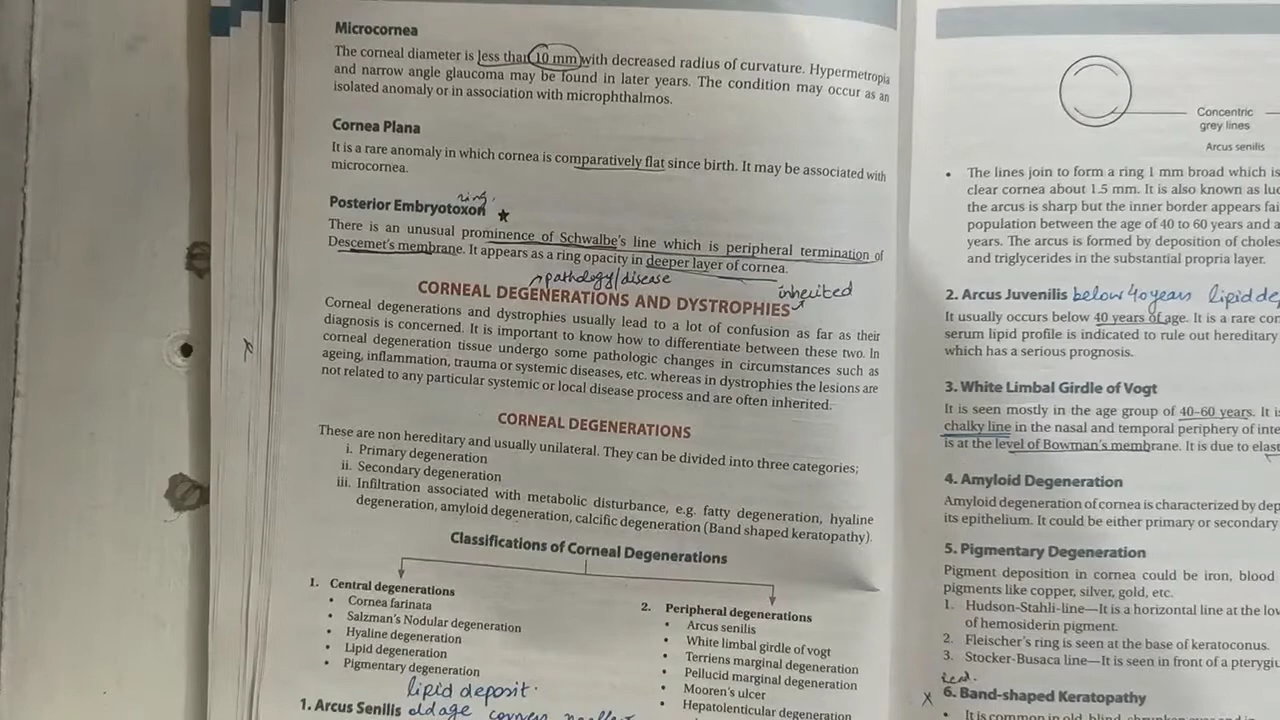 Microcornea
The corneal diameter is less than 10 mm with decreased radius of curvature. Hypermetropia
and narrow angle glaucoma may be found in later years. The condition may occur as an
isolated anomaly or in association with microphthalmos.
Cornea Plana
It is a rare anomaly in which cornea is comparatively flat since birth. It may be associated with
microcornea.
ring.
Posterior Embryotoxon ★
There is an unusual prominence of Schwalbe's line which is peripheral termination of
Descemet's membrane. It appears as a ring opacity in deeper layer of cornea.
pathology/disease
inherited
CORNEAL DEGENERATIONS AND DYSTROPHIES
Corneal degenerations and dystrophies usually lead to a lot of confusion as far as their
diagnosis is concerned. It is important to know how to differentiate between these two. In
corneal degeneration tissue undergo some pathologic changes in circumstances such as
ageing, inflammation, trauma or systemic diseases, etc. whereas in dystrophies the lesions are
not related to any particular systemic or local disease process and are often inherited.
CORNEAL DEGENERATIONS
These are non hereditary and usually unilateral. They can be divided into three categories;
i. Primary degeneration
ii. Secondary degeneration
iii. Infiltration associated with metabolic disturbance, e.g. fatty degeneration, hyaline
degeneration, amyloid degeneration, calcific degeneration (Band shaped keratopathy).
Classifications of Corneal Degenerations
1. Central degenerations
• Cornea farinata
• Salzman's Nodular degeneration
• Hyaline degeneration
• Lipid degeneration
• Pigmentary degeneration
2. Peripheral degenerations
• Arcus senilis
• White limbal girdle of vogt
• Terriens marginal degeneration
• Pellucid marginal degeneration
• Mooren's ulcer
• Hepatolenticular degeneration
lipid deposit.
1. Arcus Senilis old age
Concentric
grey lines
Arcus senilis
• The lines join to form a ring 1 mm broad which is
clear cornea about 1.5 mm. It is also known as
the arcus is sharp but the inner border appears
population between the age of 40 to 60 years and
years. The arcus is formed by deposition of
and triglycerides in the substantial propria layer.
2. Arcus Juvenilis below 40 years lipid
It usually occurs below 40 years of age. It is a rare
serum lipid profile is indicated to rule out hereditary
which has a serious prognosis.
3. White Limbal Girdle of Vogt
It is seen mostly in the age group of 40–60 years. It
chalky line in the nasal and temporal periphery of
is at the level of Bowman's membrane. It is due to
4. Amyloid Degeneration
Amyloid degeneration of cornea is characterized by
its epithelium. It could be either primary or secondary
5. Pigmentary Degeneration
Pigment deposition in cornea could be iron, blood
pigments like copper, silver, gold, etc.
1. Hudson-Stahli-line—It is a horizontal line at the
of hemosiderin pigment.
2. Fleischer's ring is seen at the base of keratoconus.
3. Stocker-Busaca line—It is seen in front of a
x 6. Band-shaped Keratopathy
• It is common in old, blind,